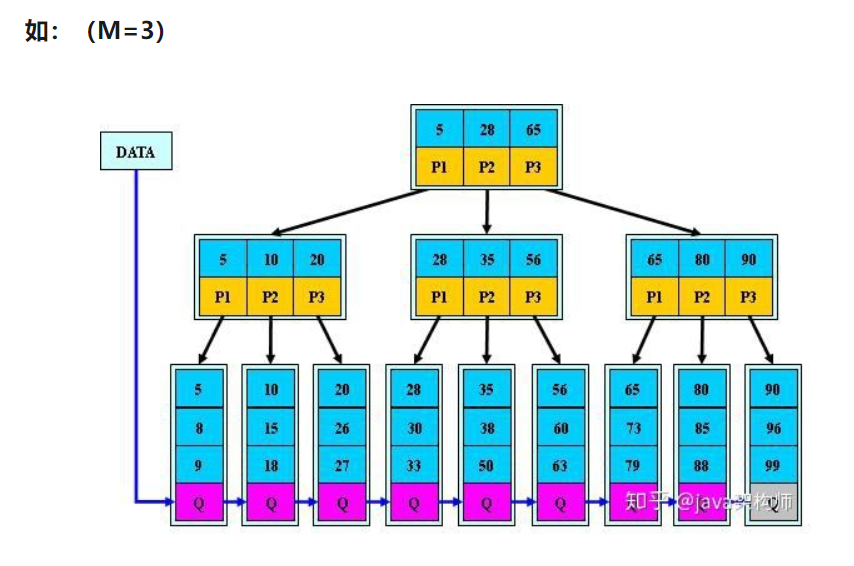 如：（M=3）
5 28 65
DATA
P1 P2 P3
5 10 20 28 35 56 65 80 90
P1 P2 P3 P1 P2 P3 P1 P2 P3
5 10 20 28 35 56 65 80 90
8 15 26 30 38 60 73 85 96
9 18 27 33 50 63 79 88 99
Q Q Q Q Q Q Q Q Q
知乎 @java架构师